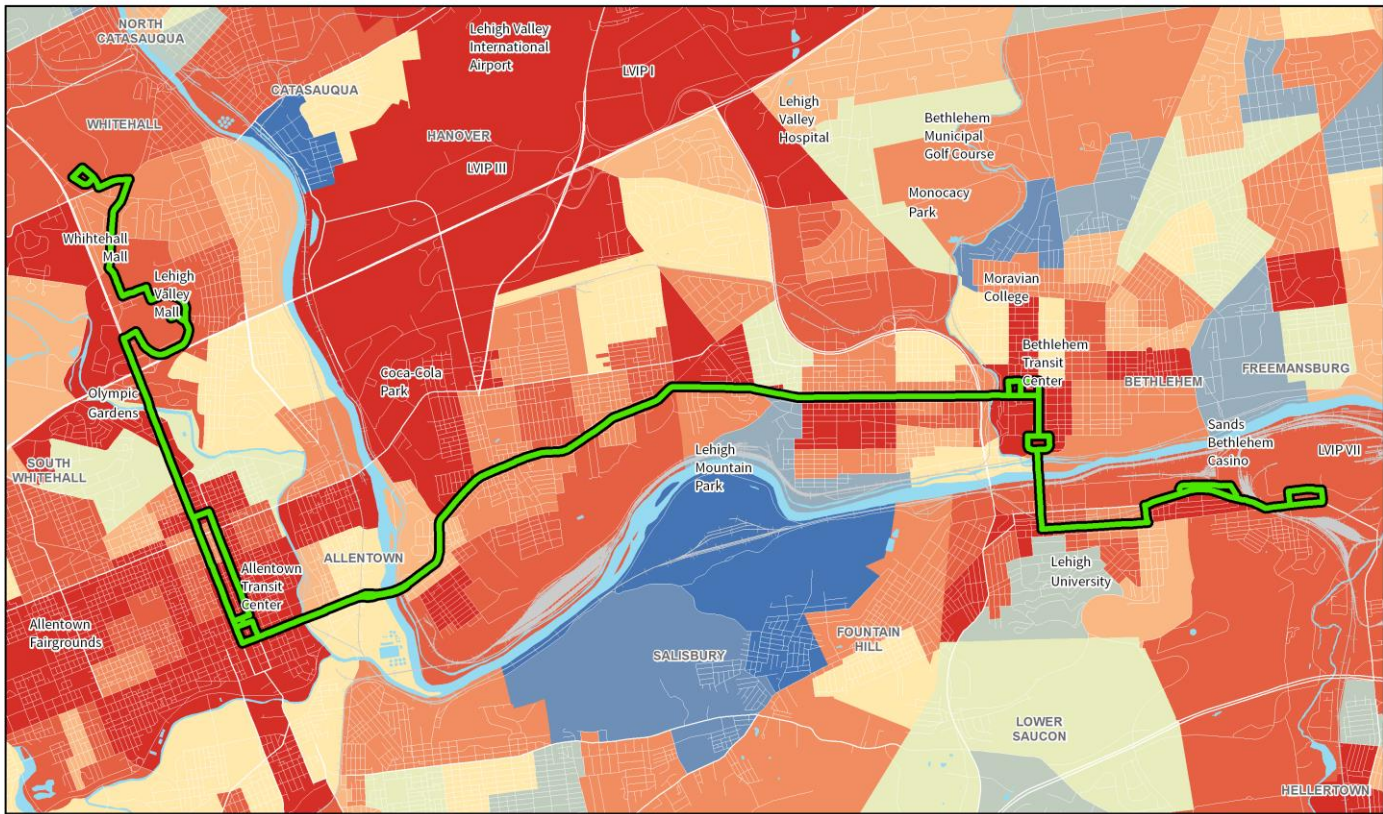 NORTH
CATASAUQUA
Lehigh Valley
International
Airport
LVIP I
CATASAUQUA
Lehigh
Valley
Hospital
Bethlehem
Municipal
Golf Course
WHITEHALL
HANOVER
LVIP III
Monocacy
Park
Whihtehall
Mall
Lehigh
Valley
Mall
Moravian
College
Bethlehem
Transit
Center
Coca-Cola
Park
BETHLEHEM
FREEMANSBURG
Olympic
Gardens
Sands
Bethlehem
Casino
LVIP VII
SOUTH
WHITEHALL
Lehigh
Mountain
Park
ALLENTOWN
Allentown
Transit
Center
Lehigh
University
Allentown
Fairgrounds
SALISBURY
FOUNTAIN
HILL
LOWER
SAUCON
HELLERTOWN